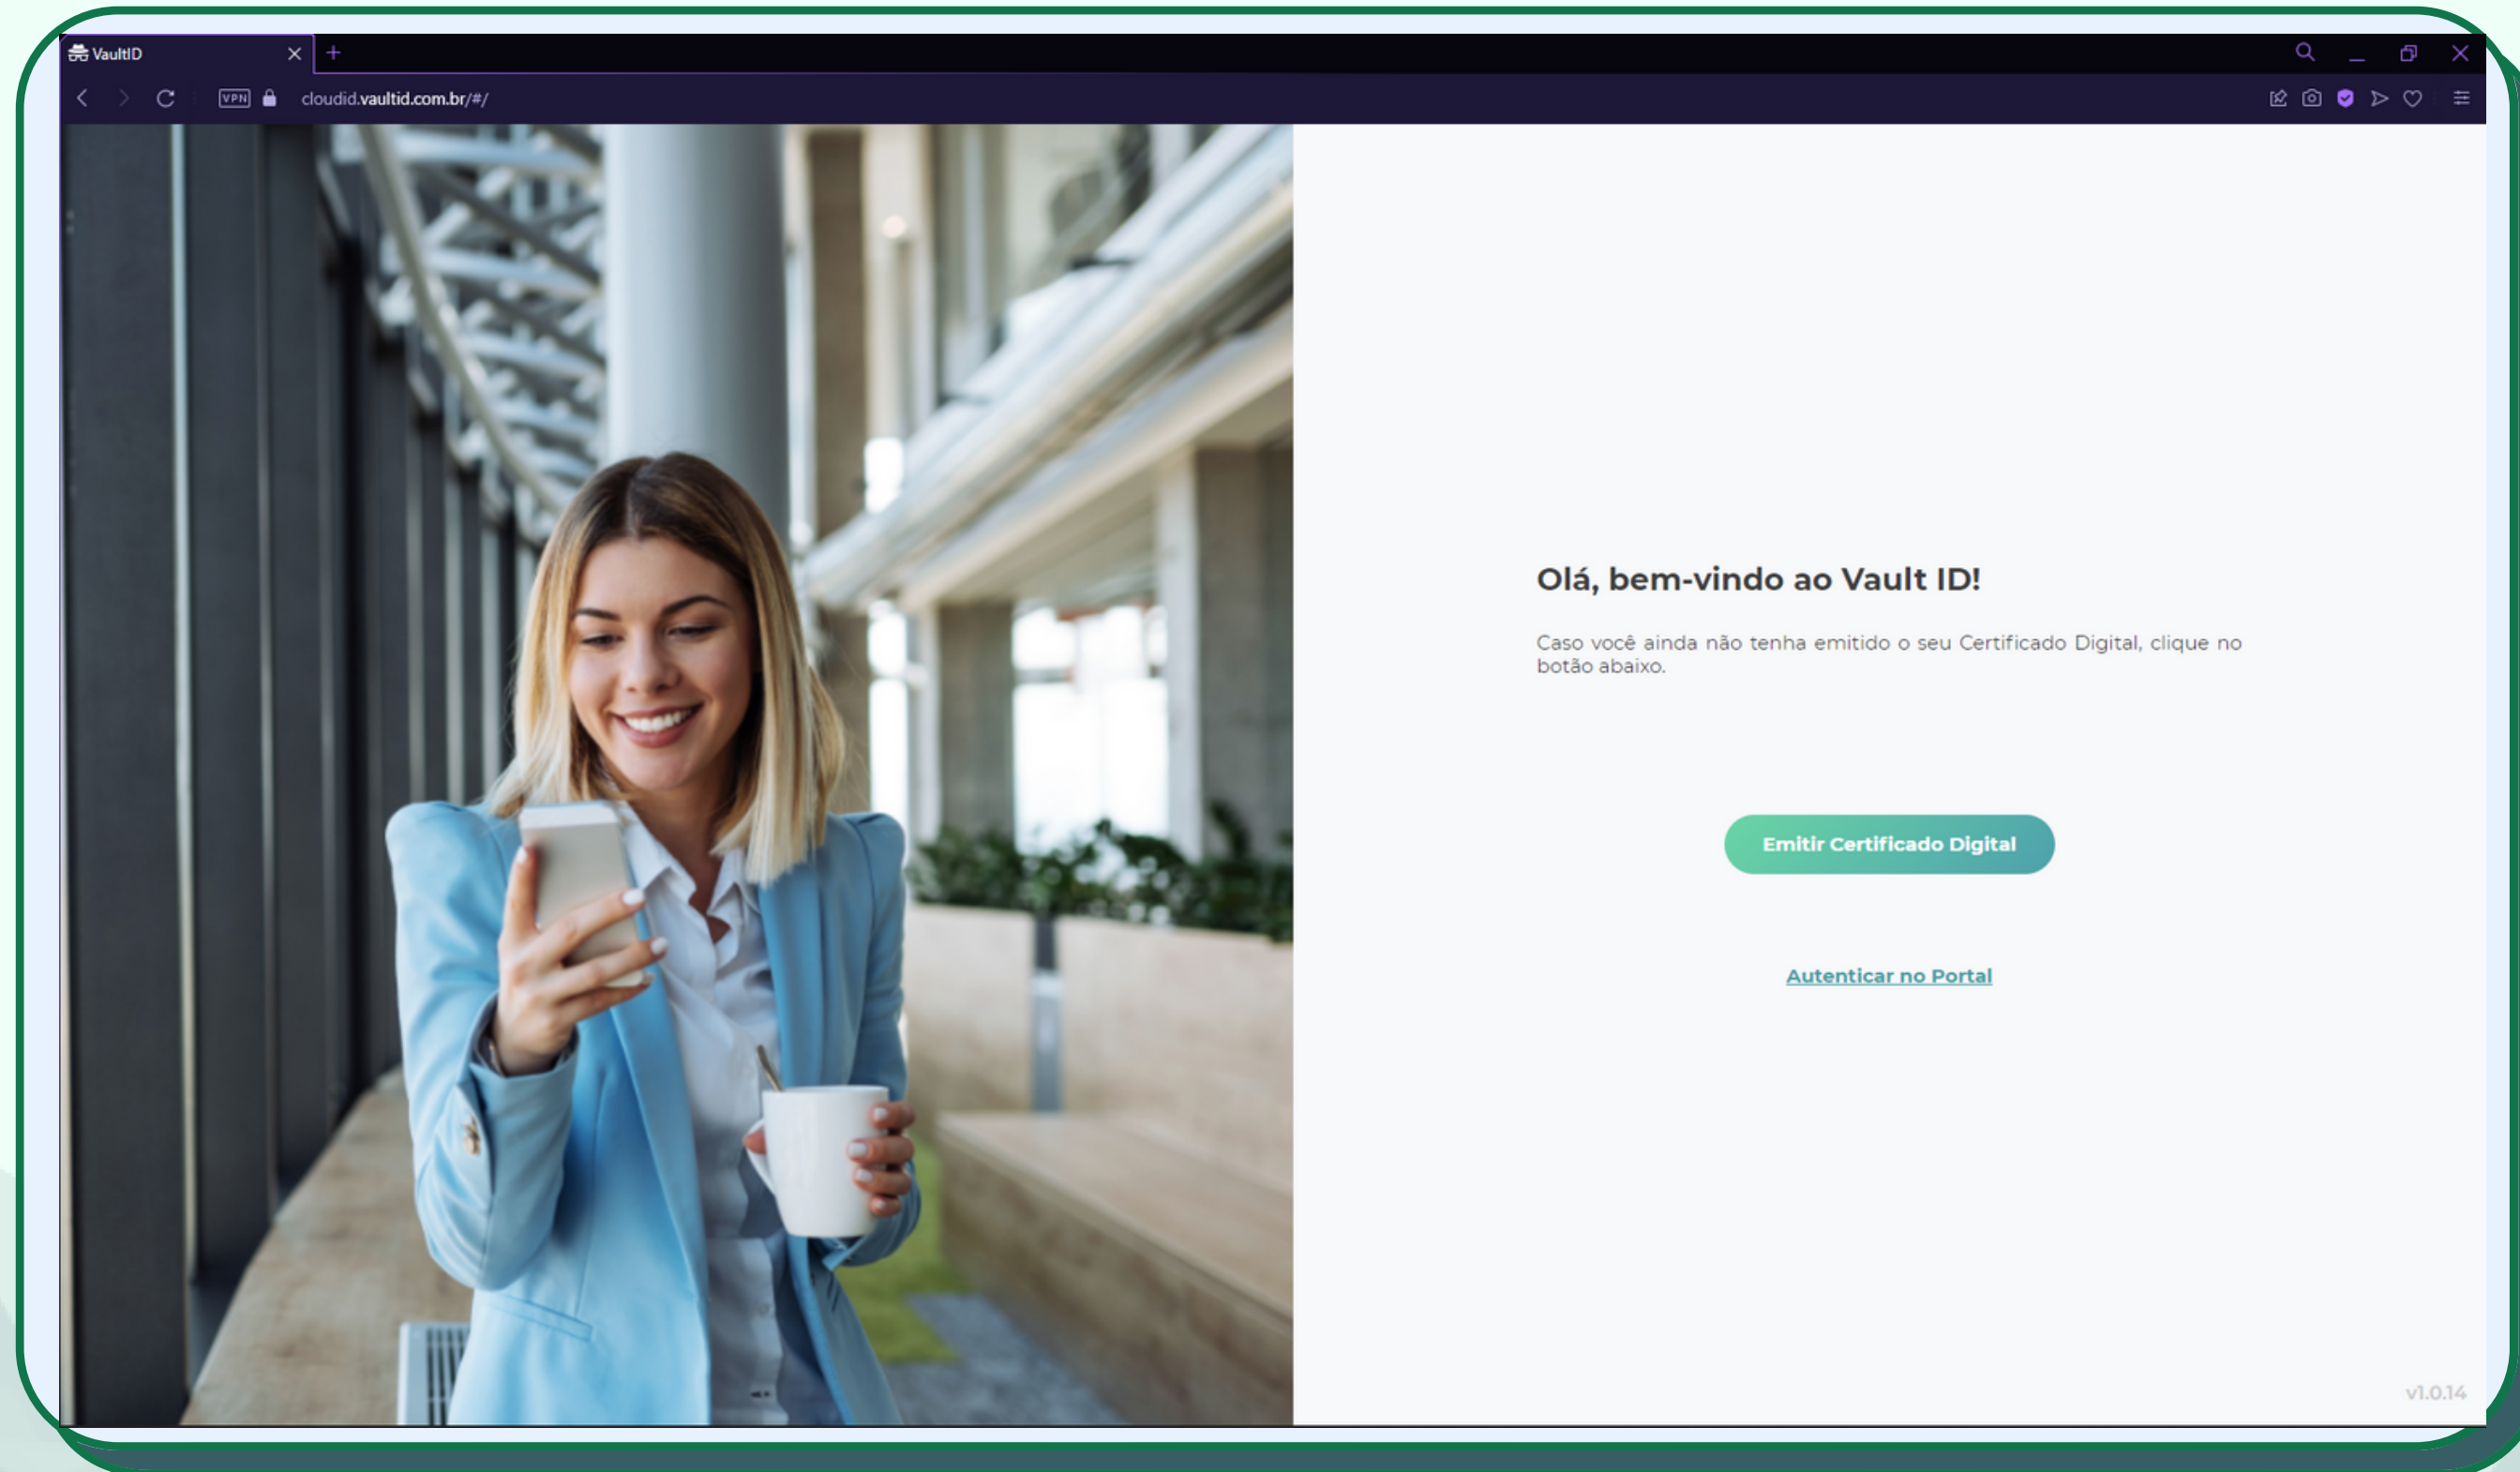 VaultID
VPN
cloudid.vaultid.com.br/#/
Olá, bem-vindo ao Vault ID!
Caso você ainda não tenha emitido o seu Certificado Digital, clique no
botão abaixo.
Emitir Certificado Digital
Autenticar no Portal
v1.0.14